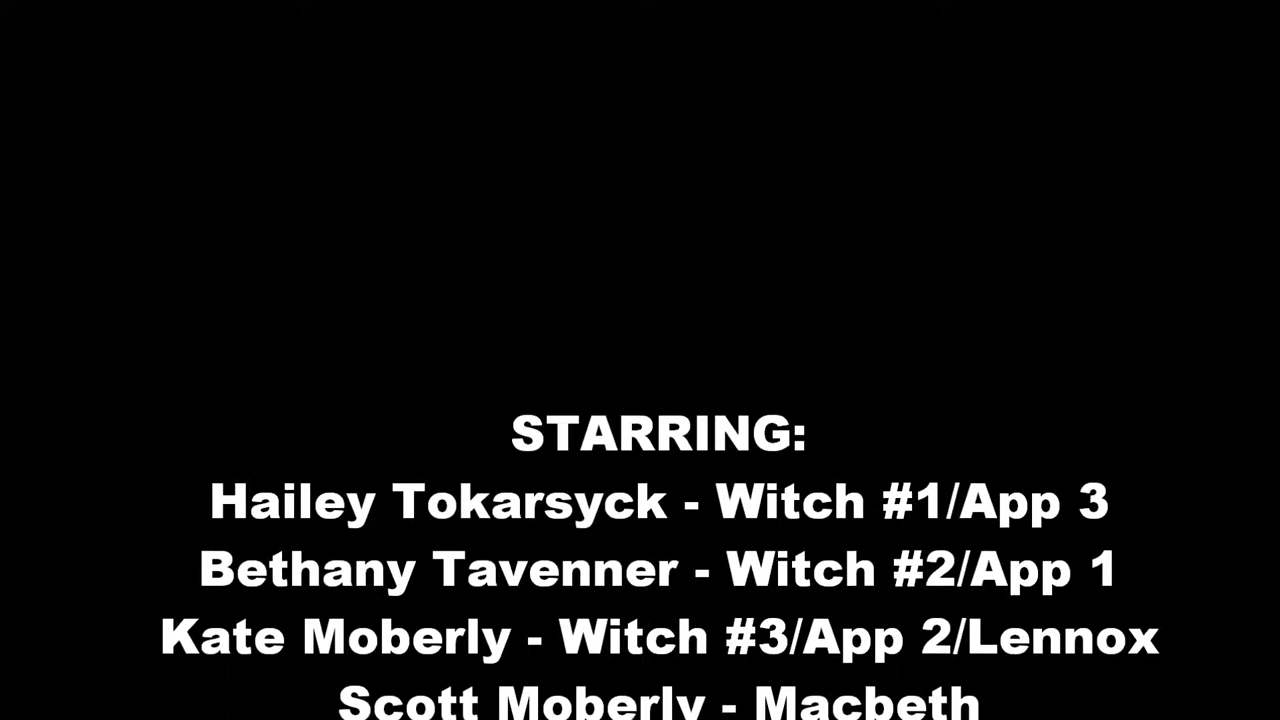 STARRING:
Hailey Tokarsyck - Witch #1/App 3
Bethany Tavenner - Witch #2/App 1
Kate Moberly - Witch #3/App 2/Lennox
Scott Moberly - Macbeth